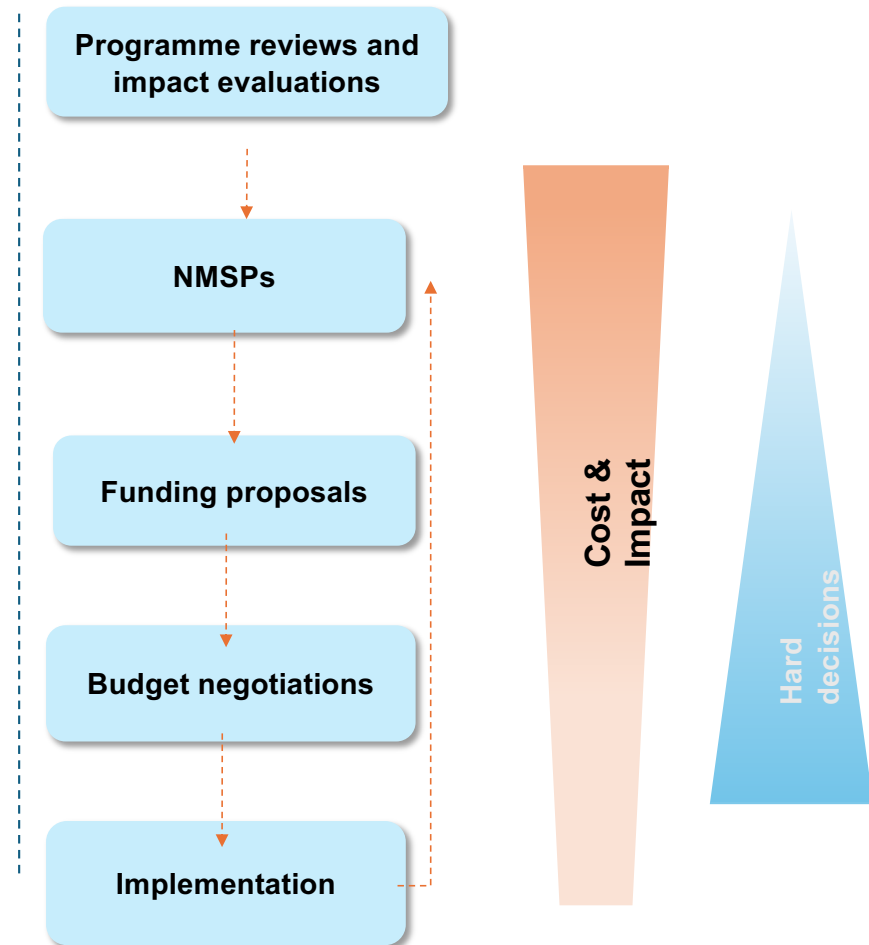 Programme reviews and
impact evaluations
NMSPs
Funding proposals
Budget negotiations
Implementation
Cost &
Impact
Hard
decisions